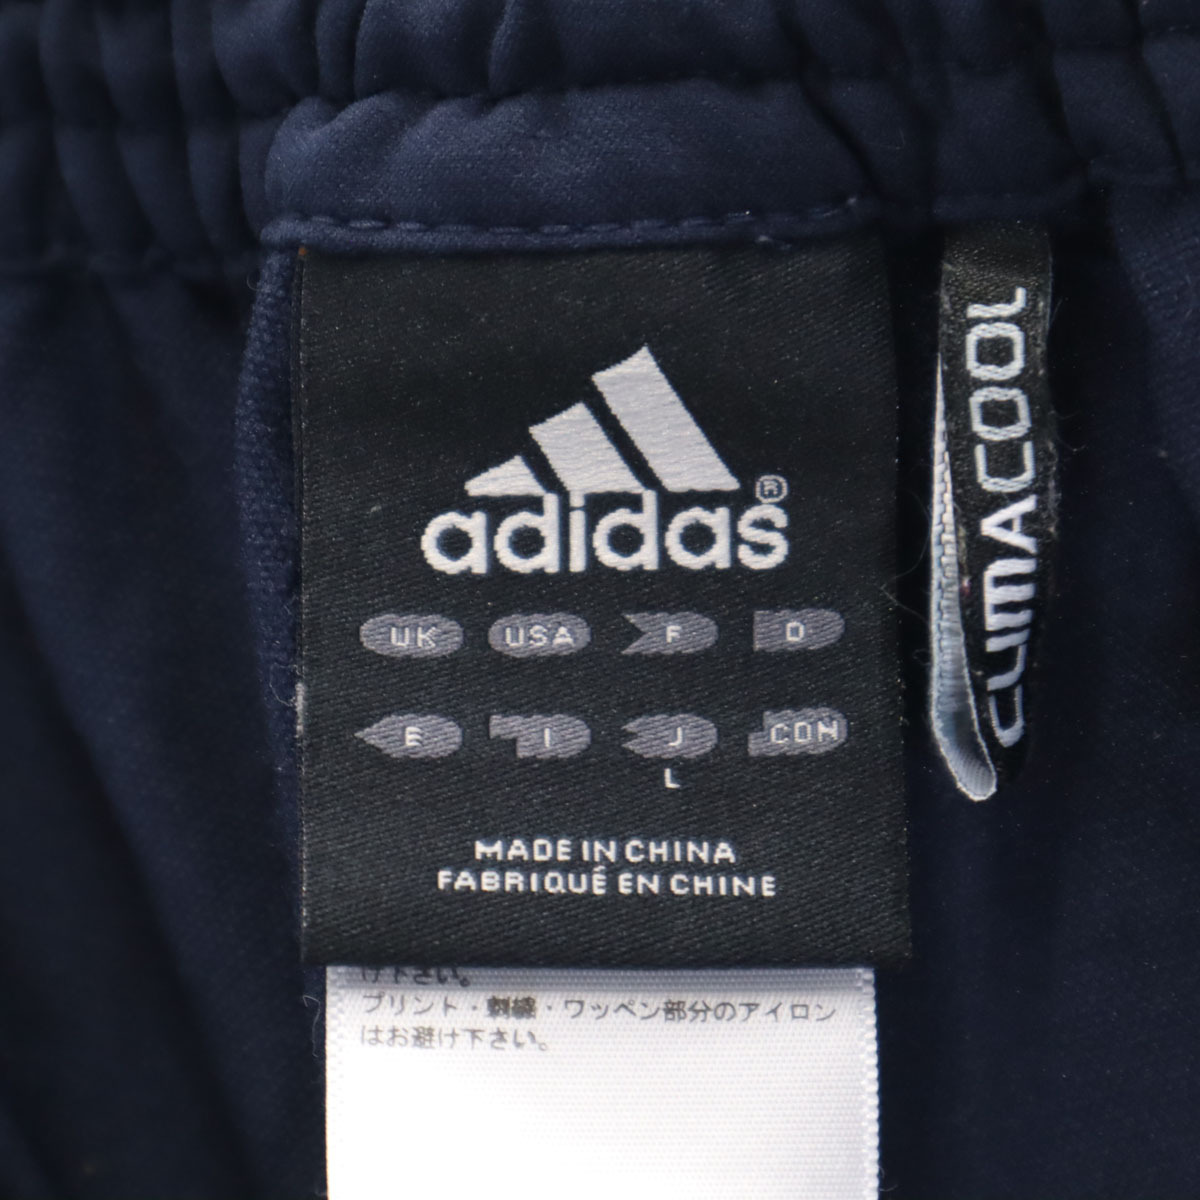 adidas®
UK USA F D
E I J CDN
L
MADE IN CHINA
FABRIQUÉ EN CHINE
CLIMACOOL
け下さい。
プリント・刺繍・ワッペン部分のアイロン
はお避け下さい。